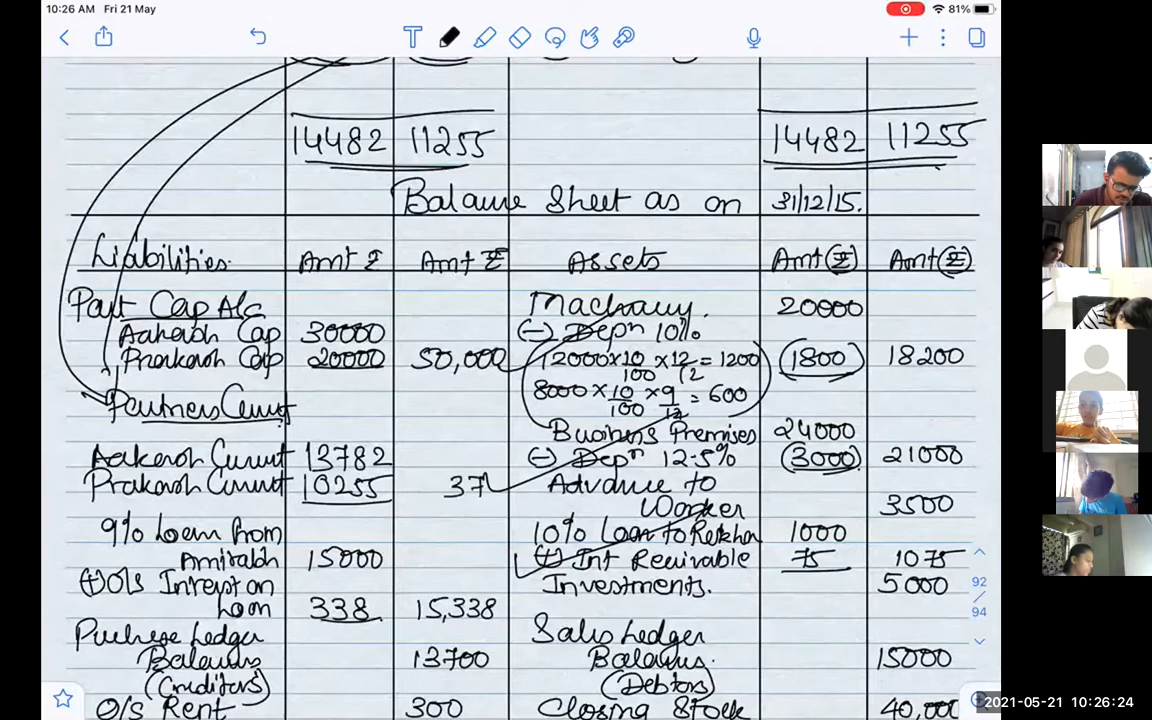 10:26 AM Fri 21 May 81%
14482 11255 14482 11255
Balance Sheet as on 31/12/15.
Liabilities. Amt ₹ Amt ₹ Assets Amt (₹) Amt (₹)
Part Cap A/c Machinery. 20000
Aakarsh Cap 30000 (-) Depn 10%
Prakarsh Cap 20000 50,000 12000 x 10/100 x 12/12 = 1200 (1800) 18200
8000 x 10/100 x 9/12 = 600
Partners Current
Business Premises 24000
Aakarsh Current 13782 (-) Depn 12.5% (3000) 21000
Prakarsh Current 10255 37 Advance to
Worker 3500
9% Loan from 10% Loan to Rekha 1000
Amitabh 15000 (+) Int Receivable 75 1075
(+) O/s Interest on Investments. 5000
Loan 338 15,338
Purchase Ledger Sales Ledger
Balances 13700 Balances. 15000
(Creditors) (Debtors)
O/s Rent 300 Closing Stock 40,000
92
/
94
2021-05-21 10:26:24